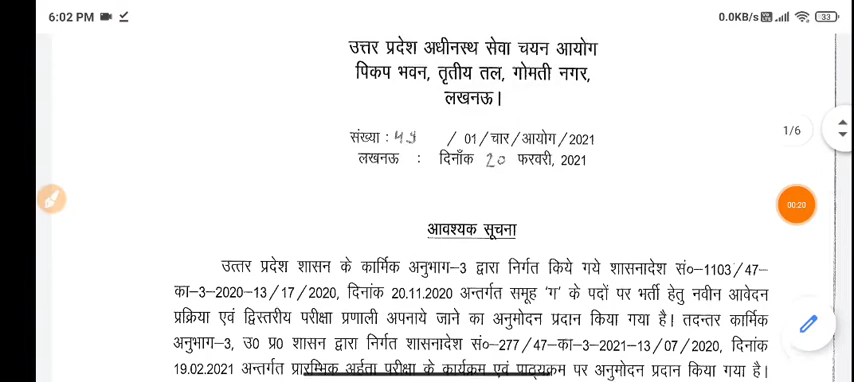 6:02 PM
0.0KB/s
33
उत्तर प्रदेश अधीनस्थ सेवा चयन आयोग
पिकप भवन, तृतीय तल, गोमती नगर,
लखनऊ।
संख्या : / 01/चार/आयोग/2021
लखनऊ : दिनाँक 20 फरवरी, 2021
1/6
00:20
आवश्यक सूचना
उत्तर प्रदेश शासन के कार्मिक अनुभाग-3 द्वारा निर्गत किये गये शासनादेश सं०-1103/47-
का-3-2020-13/17/2020, दिनांक 20.11.2020 अन्तर्गत समूह 'ग' के पदों पर भर्ती हेतु नवीन आवेदन
प्रक्रिया एवं द्विस्तरीय परीक्षा प्रणाली अपनाये जाने का अनुमोदन प्रदान किया गया है। तदन्तर कार्मिक
अनुभाग-3, उ0 प्र0 शासन द्वारा निर्गत शासनादेश सं०-277/47-का-3-2021-13/07/2020, दिनांक
19.02.2021 अन्तर्गत प्रारम्भिक अर्हता परीक्षा के कार्यक्रम एवं पाठ्यक्रम पर अनुमोदन प्रदान किया गया है।